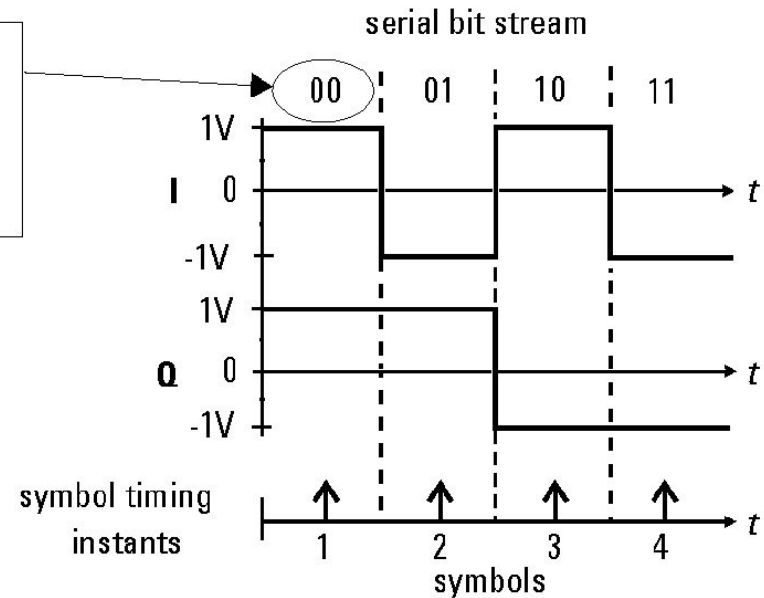 serial bit stream
00 01 10 11
1V
I 0 t
-1V
1V
Q 0 t
-1V
symbol timing
instants
t
1 2 3 4
symbols